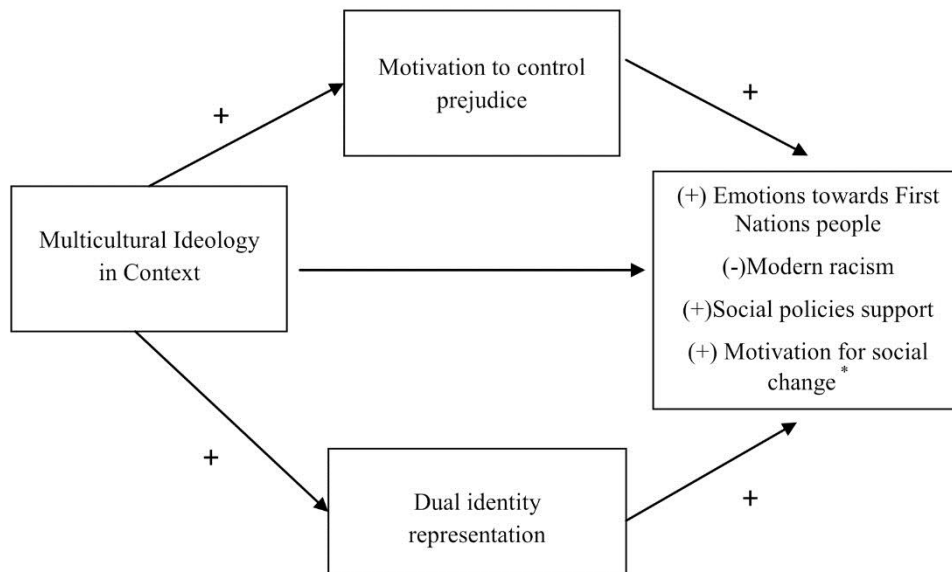 Motivation to control
prejudice
+
+
Multicultural Ideology
in Context
(+) Emotions towards First
Nations people
(-)Modern racism
(+)Social policies support
(+) Motivation for social
change*
+
+
Dual identity
representation